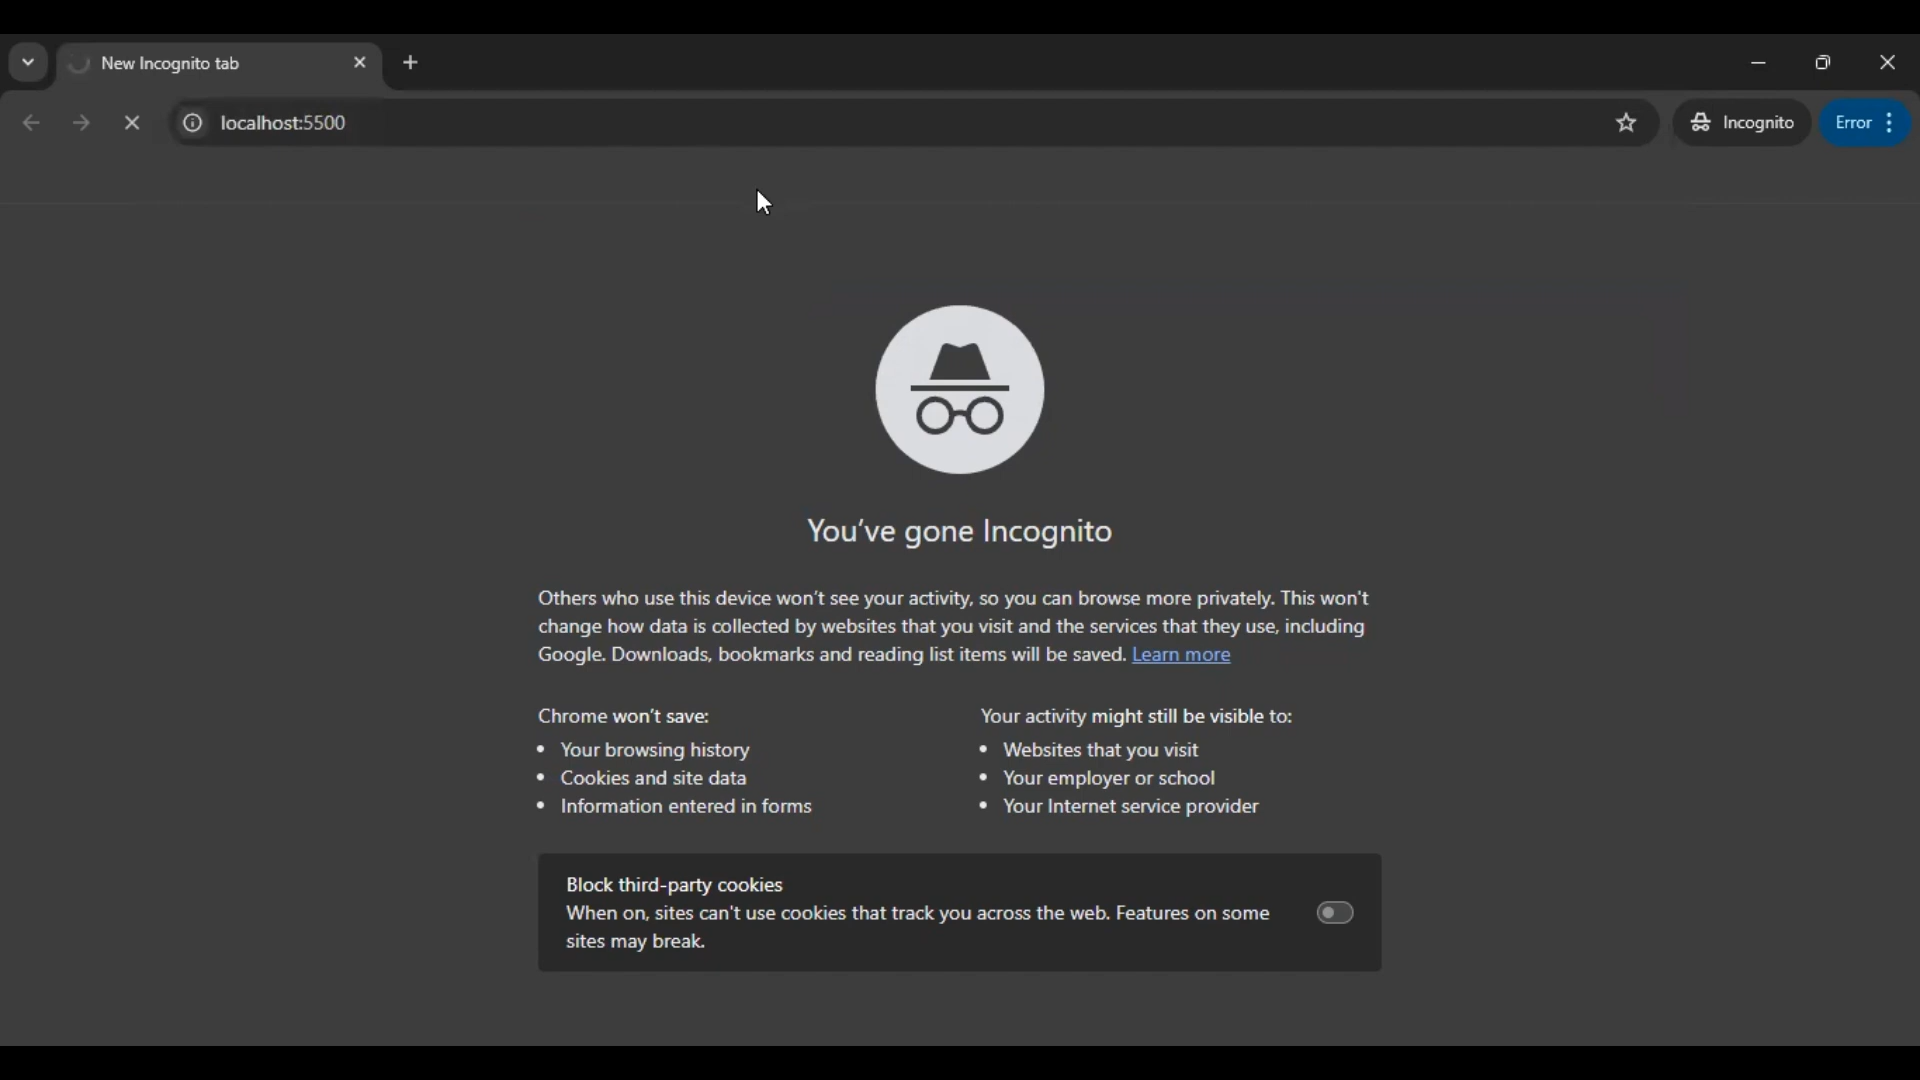 New Incognito tab
localhost:5500
Incognito
Error
You've gone Incognito
Others who use this device won't see your activity, so you can browse more privately. This won't
change how data is collected by websites that you visit and the services that they use, including
Google. Downloads, bookmarks and reading list items will be saved. Learn more
Chrome won't save:
• Your browsing history
• Cookies and site data
• Information entered in forms
Your activity might still be visible to:
• Websites that you visit
• Your employer or school
• Your Internet service provider
Block third-party cookies
When on, sites can't use cookies that track you across the web. Features on some
sites may break.